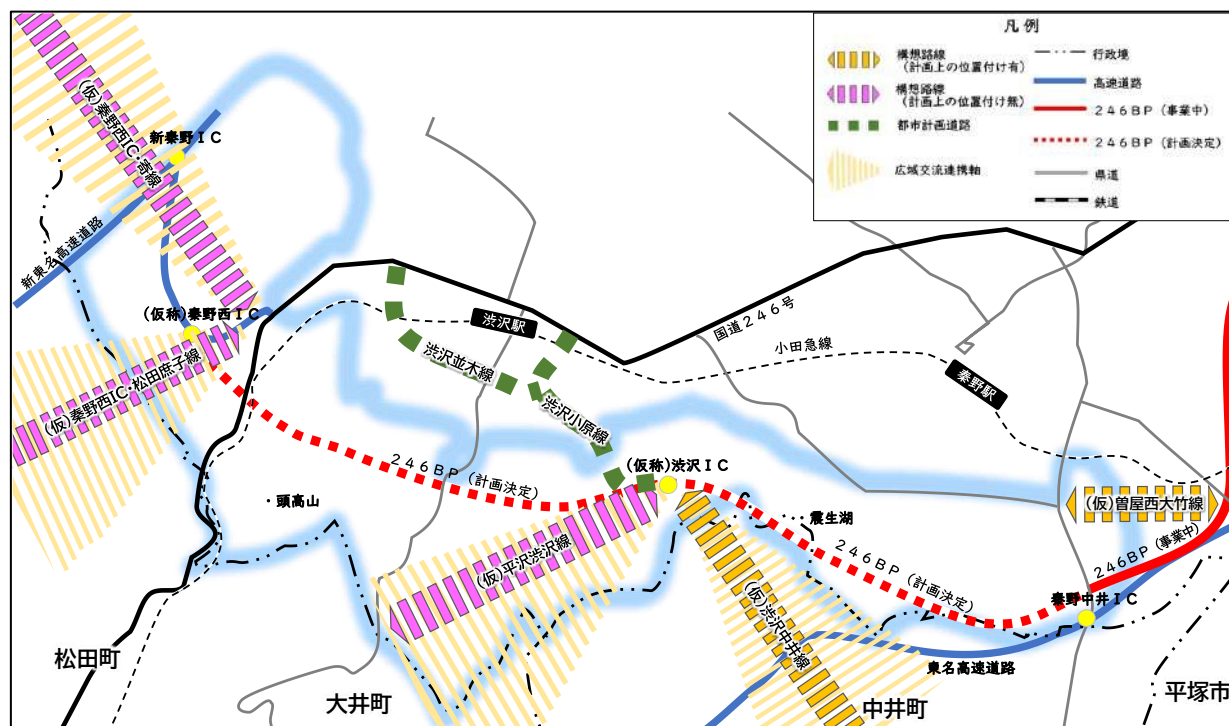 凡例
構想路線
(計画上の位置付け有)
構想路線
(計画上の位置付け無)
都市計画道路
広域交流連携軸
行政境
高速道路
246BP(事業中)
246BP(計画決定)
県道
鉄道
(仮)秦野西IC・寄線
新秦野IC
新東名高速道路
(仮称)秦野西IC
(仮)秦野西IC・松田庶子線
渋沢駅
国道246号
小田急線
秦野駅
渋沢並木線
渋沢小原線
246BP(計画決定)
(仮称)渋沢IC
・頭高山
震生湖
(仮)曽屋西大竹線
(仮)平沢渋沢線
246BP(計画決定)
246BP(事業中)
(仮)渋沢中井線
秦野中井IC
東名高速道路
松田町
大井町
中井町
平塚市